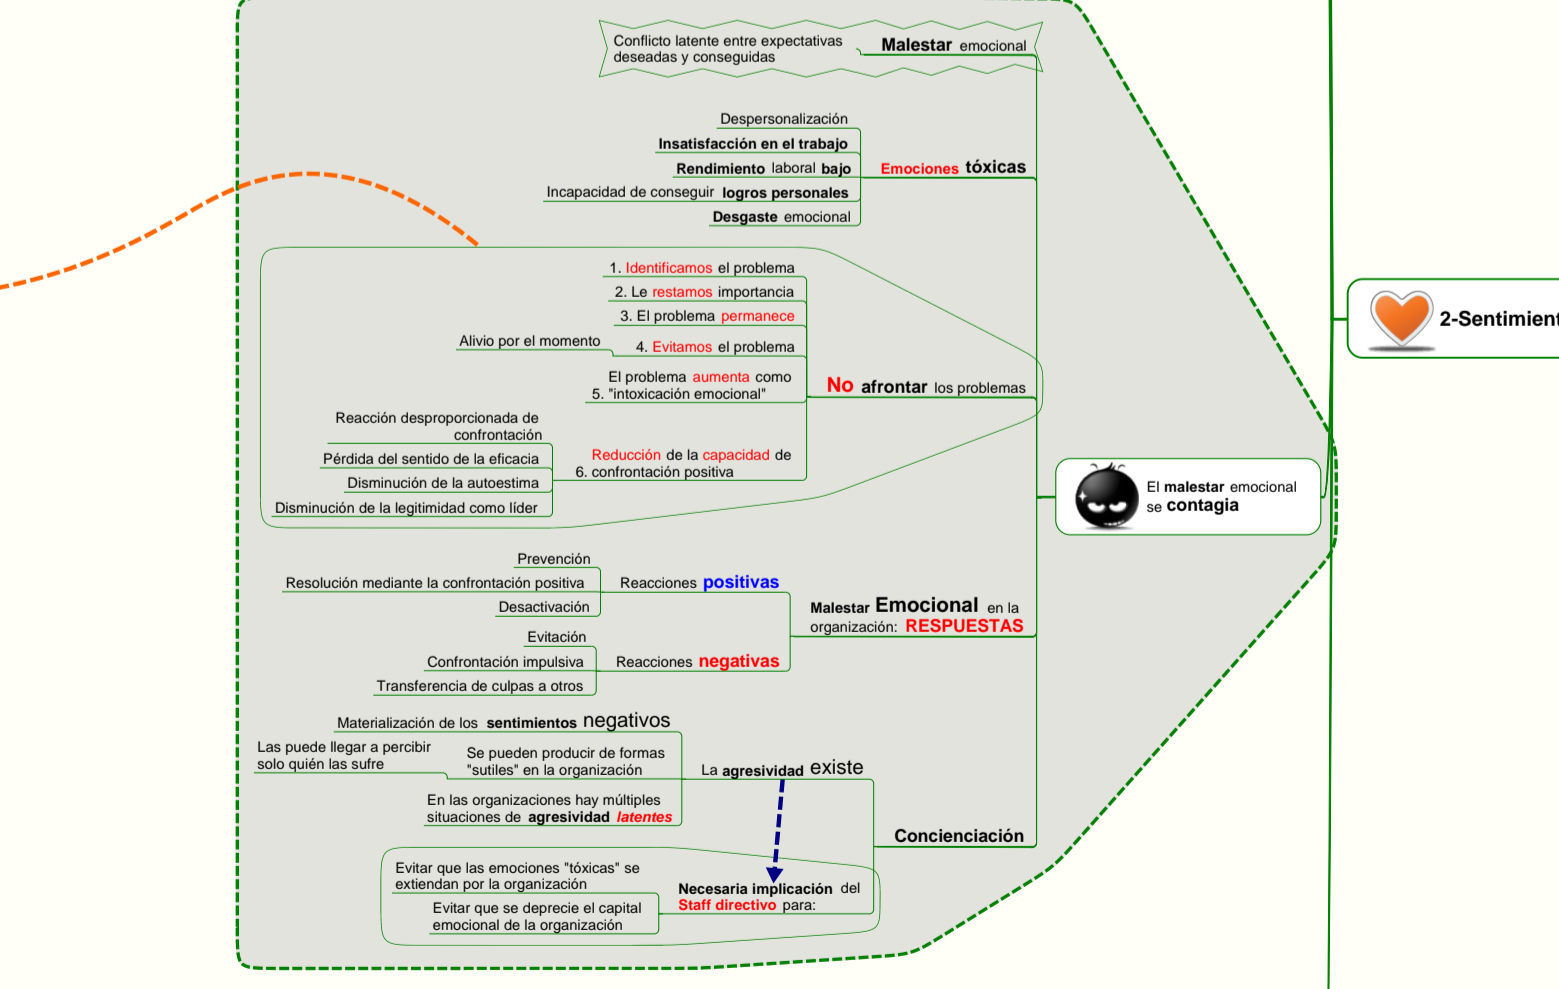 Conflicto latente entre expectativas
deseadas y conseguidas
Malestar emocional
Despersonalización
Insatisfacción en el trabajo
Rendimiento laboral bajo
Incapacidad de conseguir logros personales
Desgaste emocional
Emociones tóxicas
1. Identificamos el problema
2. Le restamos importancia
3. El problema permanece
Alivio por el momento
4. Evitamos el problema
El problema aumenta como
5. "intoxicación emocional"
Reacción desproporcionada de
confrontación
Pérdida del sentido de la eficacia
Disminución de la autoestima
Disminución de la legitimidad como líder
Reducción de la capacidad de
6. confrontación positiva
No afrontar los problemas
2-Sentimient
El malestar emocional
se contagia
Prevención
Resolución mediante la confrontación positiva
Desactivación
Reacciones positivas
Evitación
Confrontación impulsiva
Transferencia de culpas a otros
Reacciones negativas
Malestar Emocional en la
organización: RESPUESTAS
Materialización de los sentimientos negativos
Las puede llegar a percibir
solo quién las sufre
Se pueden producir de formas
"sutiles" en la organización
En las organizaciones hay múltiples
situaciones de agresividad latentes
La agresividad existe
Concienciación
Evitar que las emociones "tóxicas" se
extiendan por la organización
Evitar que se deprecie el capital
emocional de la organización
Necesaria implicación del
Staff directivo para: